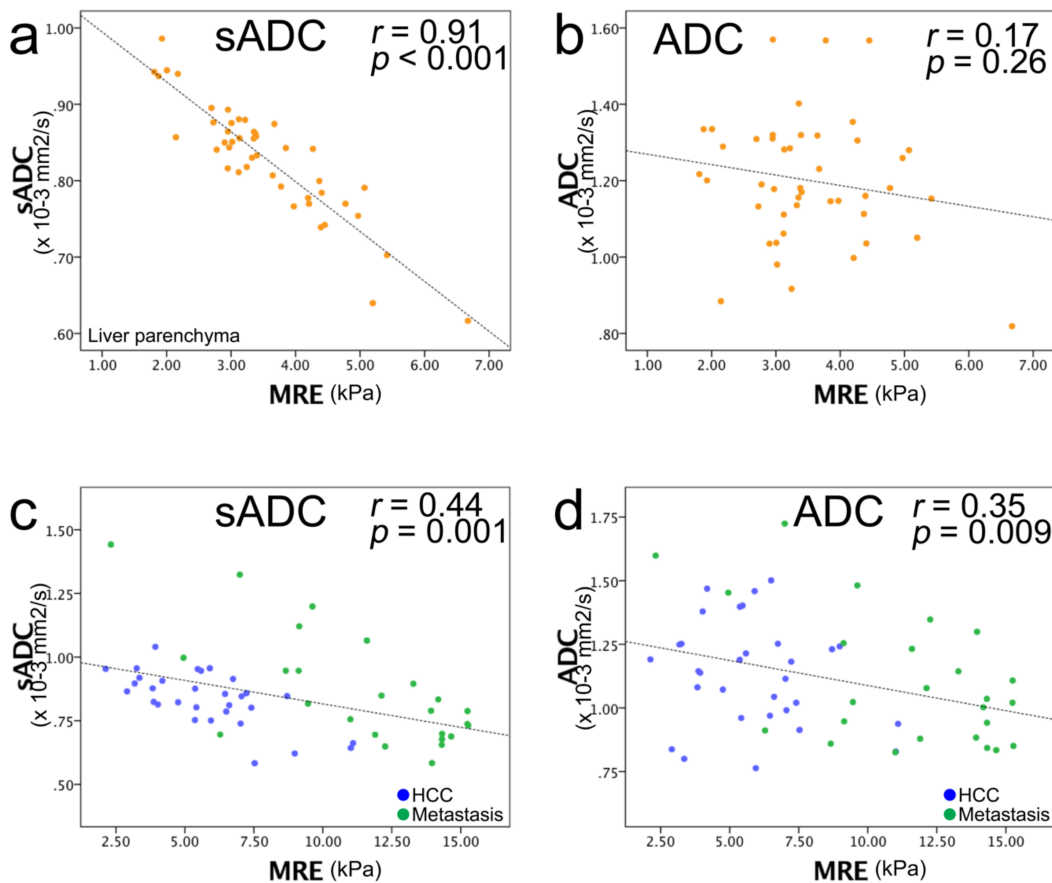 a
sADC
r = 0.91
p < 0.001
1.00
.90
.80
.70
.60
sADC
(x 10-3 mm2/s)
Liver parenchyma
1.00 2.00 3.00 4.00 5.00 6.00 7.00
MRE (kPa)
b
ADC
r = 0.17
p = 0.26
1.60
1.40
1.20
1.00
.80
ADC
(x 10-3 mm2/s)
1.00 2.00 3.00 4.00 5.00 6.00 7.00
MRE (kPa)
c
sADC
r = 0.44
p = 0.001
1.50
1.25
1.00
.75
.50
sADC
(x 10-3 mm2/s)
HCC
Metastasis
2.50 5.00 7.50 10.00 12.50 15.00
MRE (kPa)
d
ADC
r = 0.35
p = 0.009
1.75
1.50
1.25
1.00
.75
ADC
(x 10-3 mm2/s)
HCC
Metastasis
2.50 5.00 7.50 10.00 12.50 15.00
MRE (kPa)